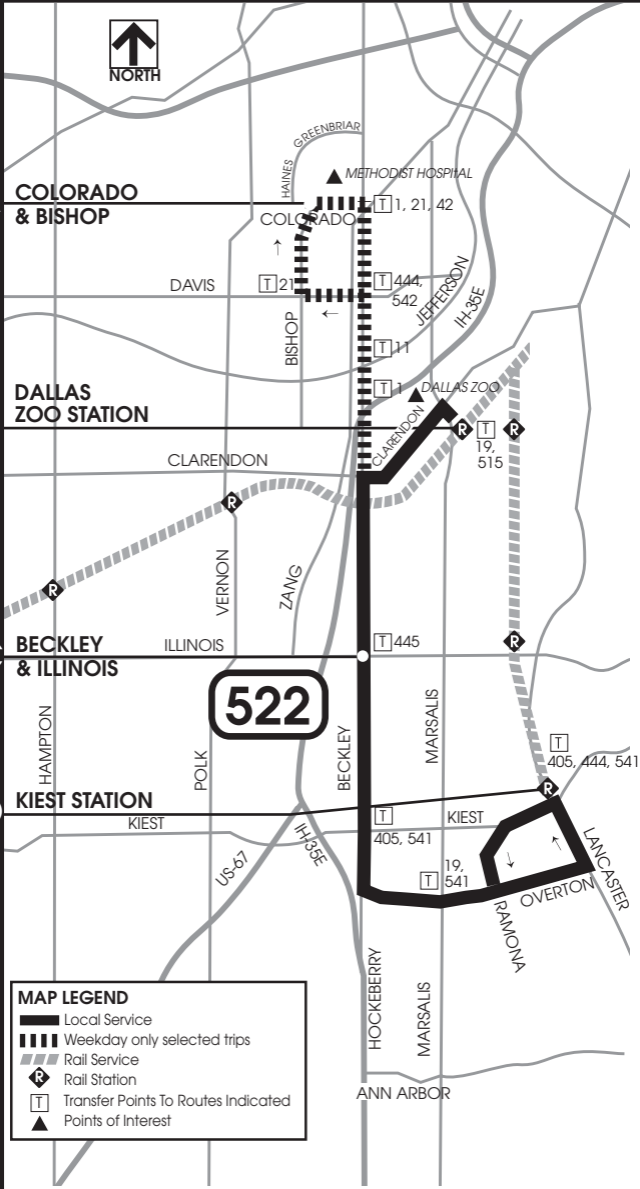 NORTH
GREENBRIAR
HAINES
METHODIST HOSPItAL
COLORADO
& BISHOP
T 1, 21, 42
COLORADO
DAVIS
T 21
T 444,
542
JEFFERSON
IH-35E
BISHOP
T 11
DALLAS
ZOO STATION
T 1
DALLAS ZOO
CLARENDON
R
T
R
19,
515
CLARENDON
R
R
VERNON
ZANG
BECKLEY
& ILLINOIS
ILLINOIS
T 445
R
522
HAMPTON
POLK
BECKLEY
MARSALIS
T
405, 444, 541
KIEST STATION
R
KIEST
T
405, 541
KIEST
US-67
IH-35E
19,
T 541
LANCASTER
OVERTON
RAMONA
HOCKEBERRY
MARSALIS
ANN ARBOR
MAP LEGEND
Local Service
Weekday only selected trips
Rail Service
R Rail Station
T Transfer Points To Routes Indicated
Points of Interest